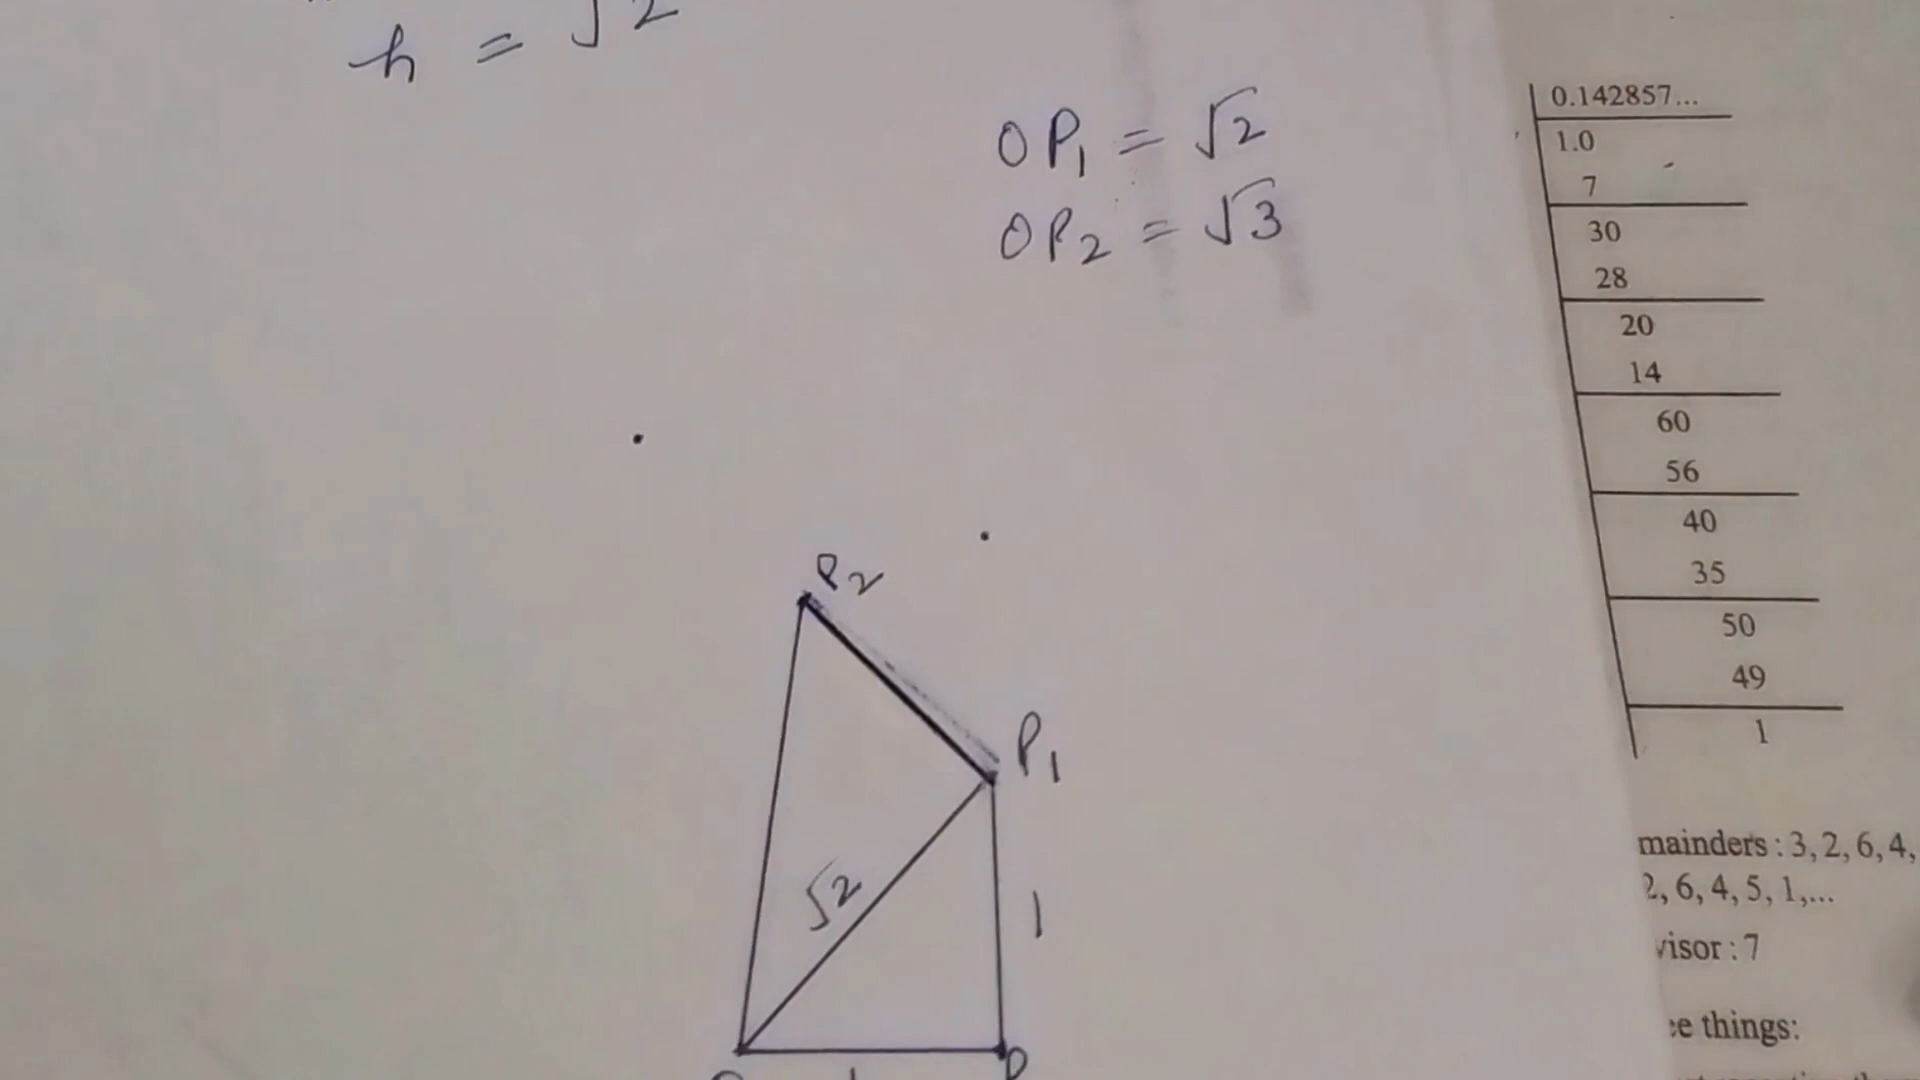 h = √2
OP₁ = √2
OP₂ = √3
P₂
P₁
√2
1
P
0.142857...
1.0
7
30
28
20
14
60
56
40
35
50
49
1
mainders : 3, 2, 6, 4,
2, 6, 4, 5, 1,...
visor : 7
e things: